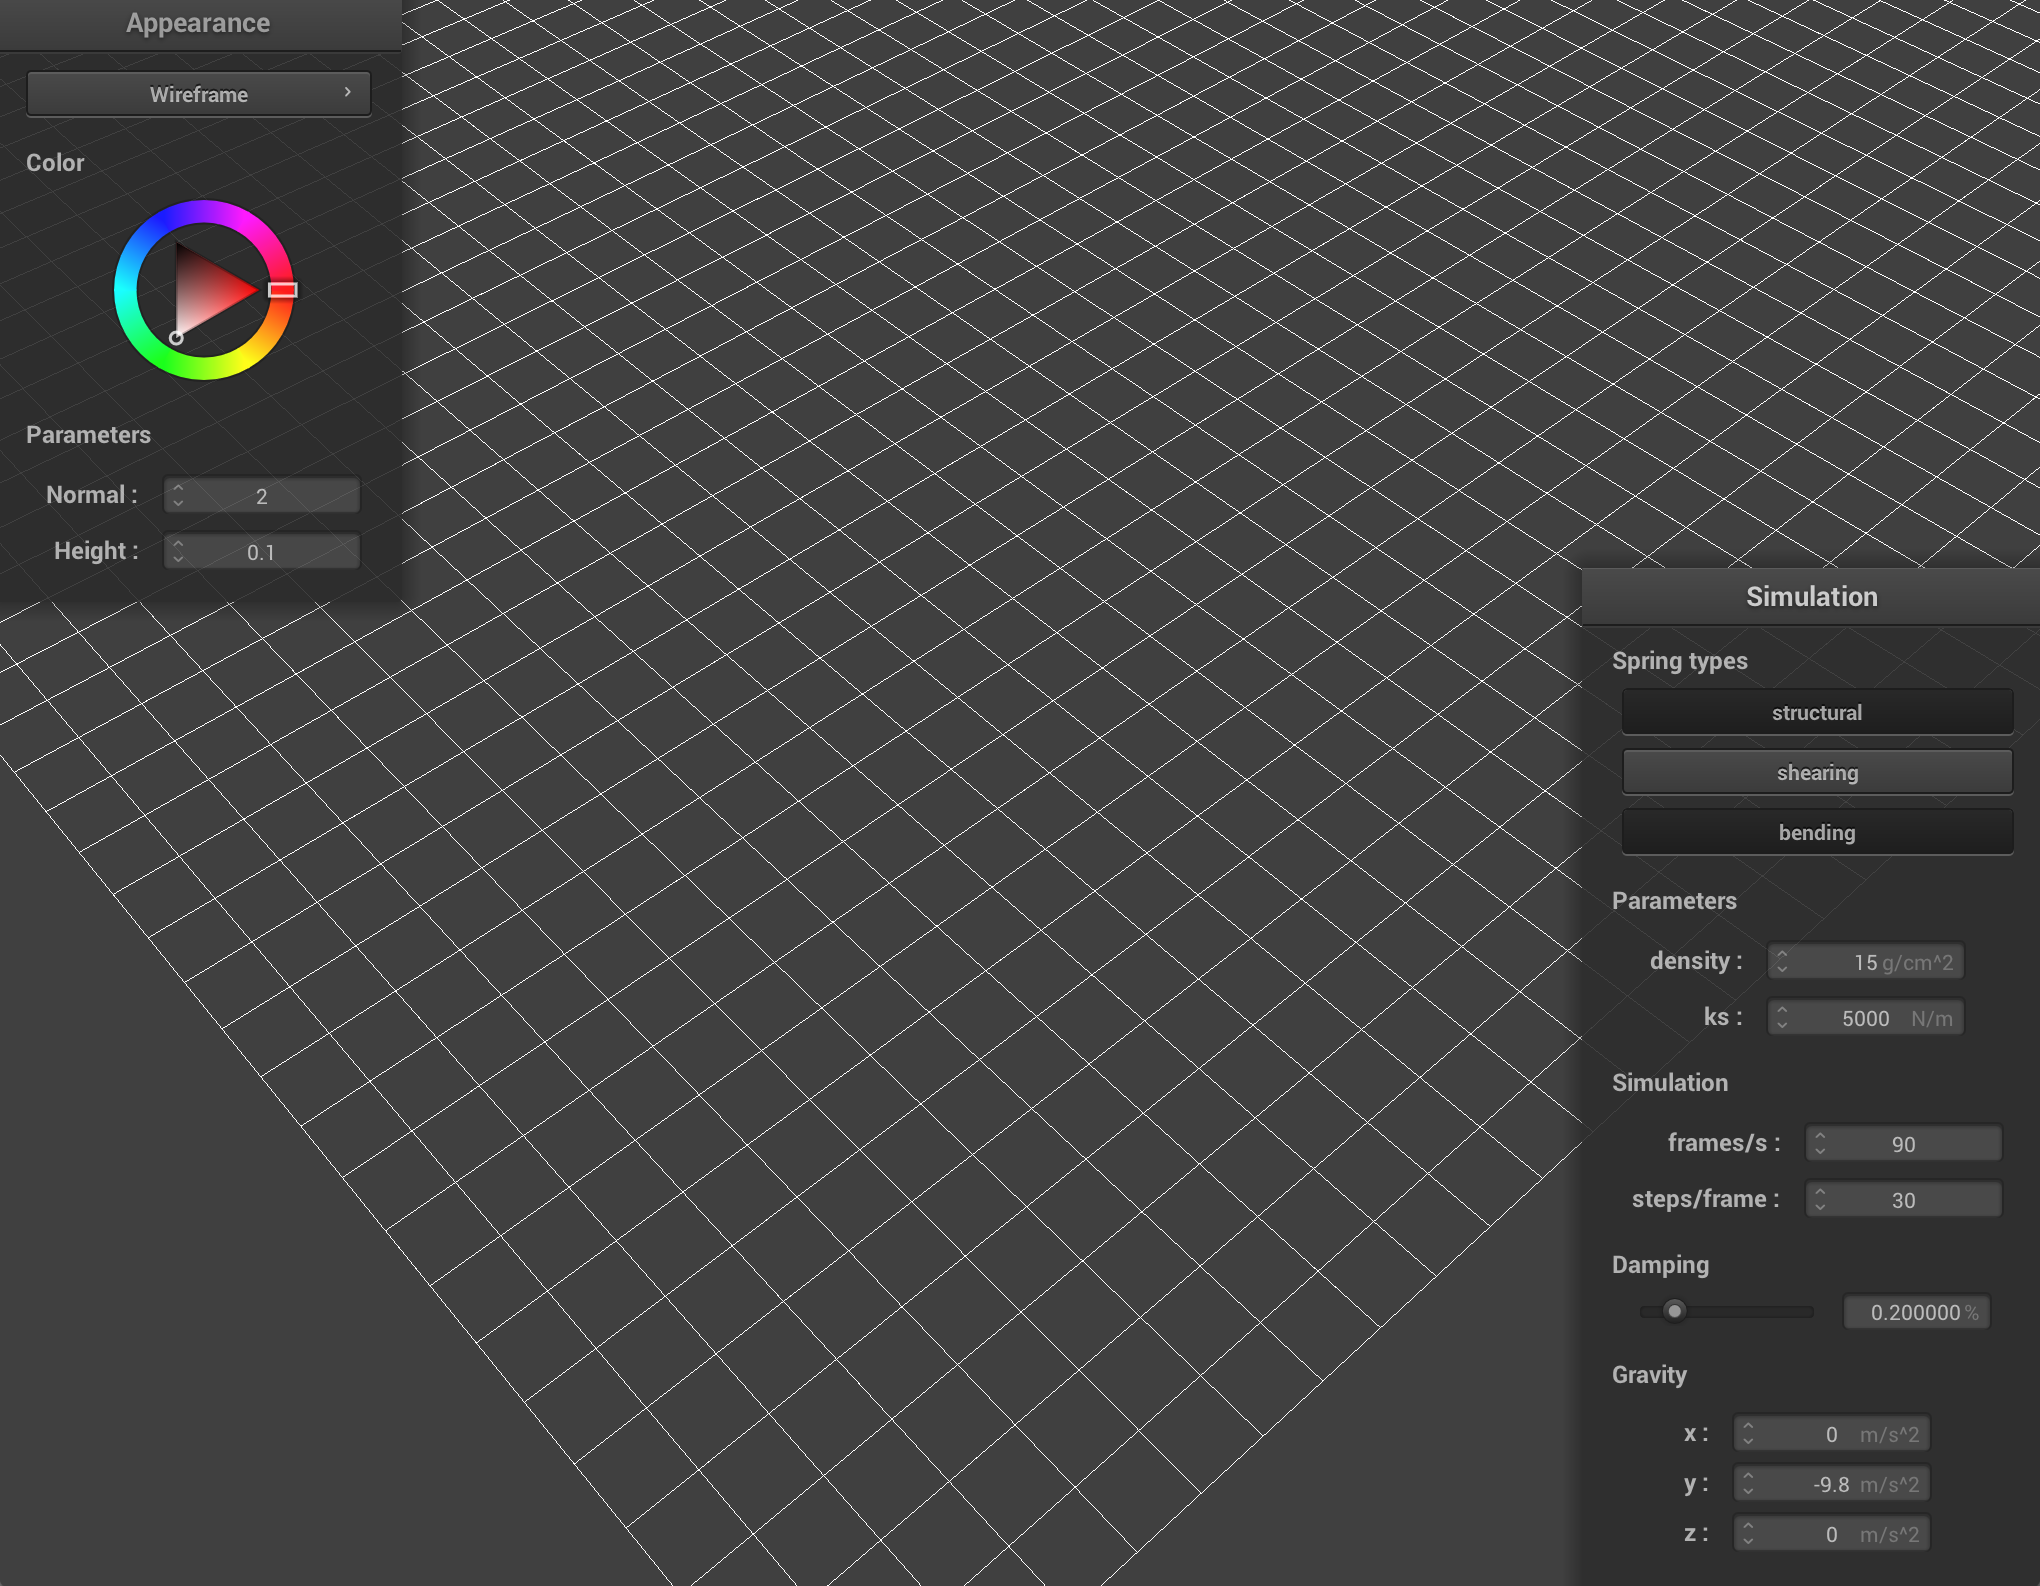 Appearance
Wireframe
Color
Parameters
Normal : 2
Height : 0.1
Simulation
Spring types
structural
shearing
bending
Parameters
density : 15 g/cm^2
ks : 5000 N/m
Simulation
frames/s : 90
steps/frame : 30
Damping
0.200000 %
Gravity
x : 0 m/s^2
y : -9.8 m/s^2
z : 0 m/s^2